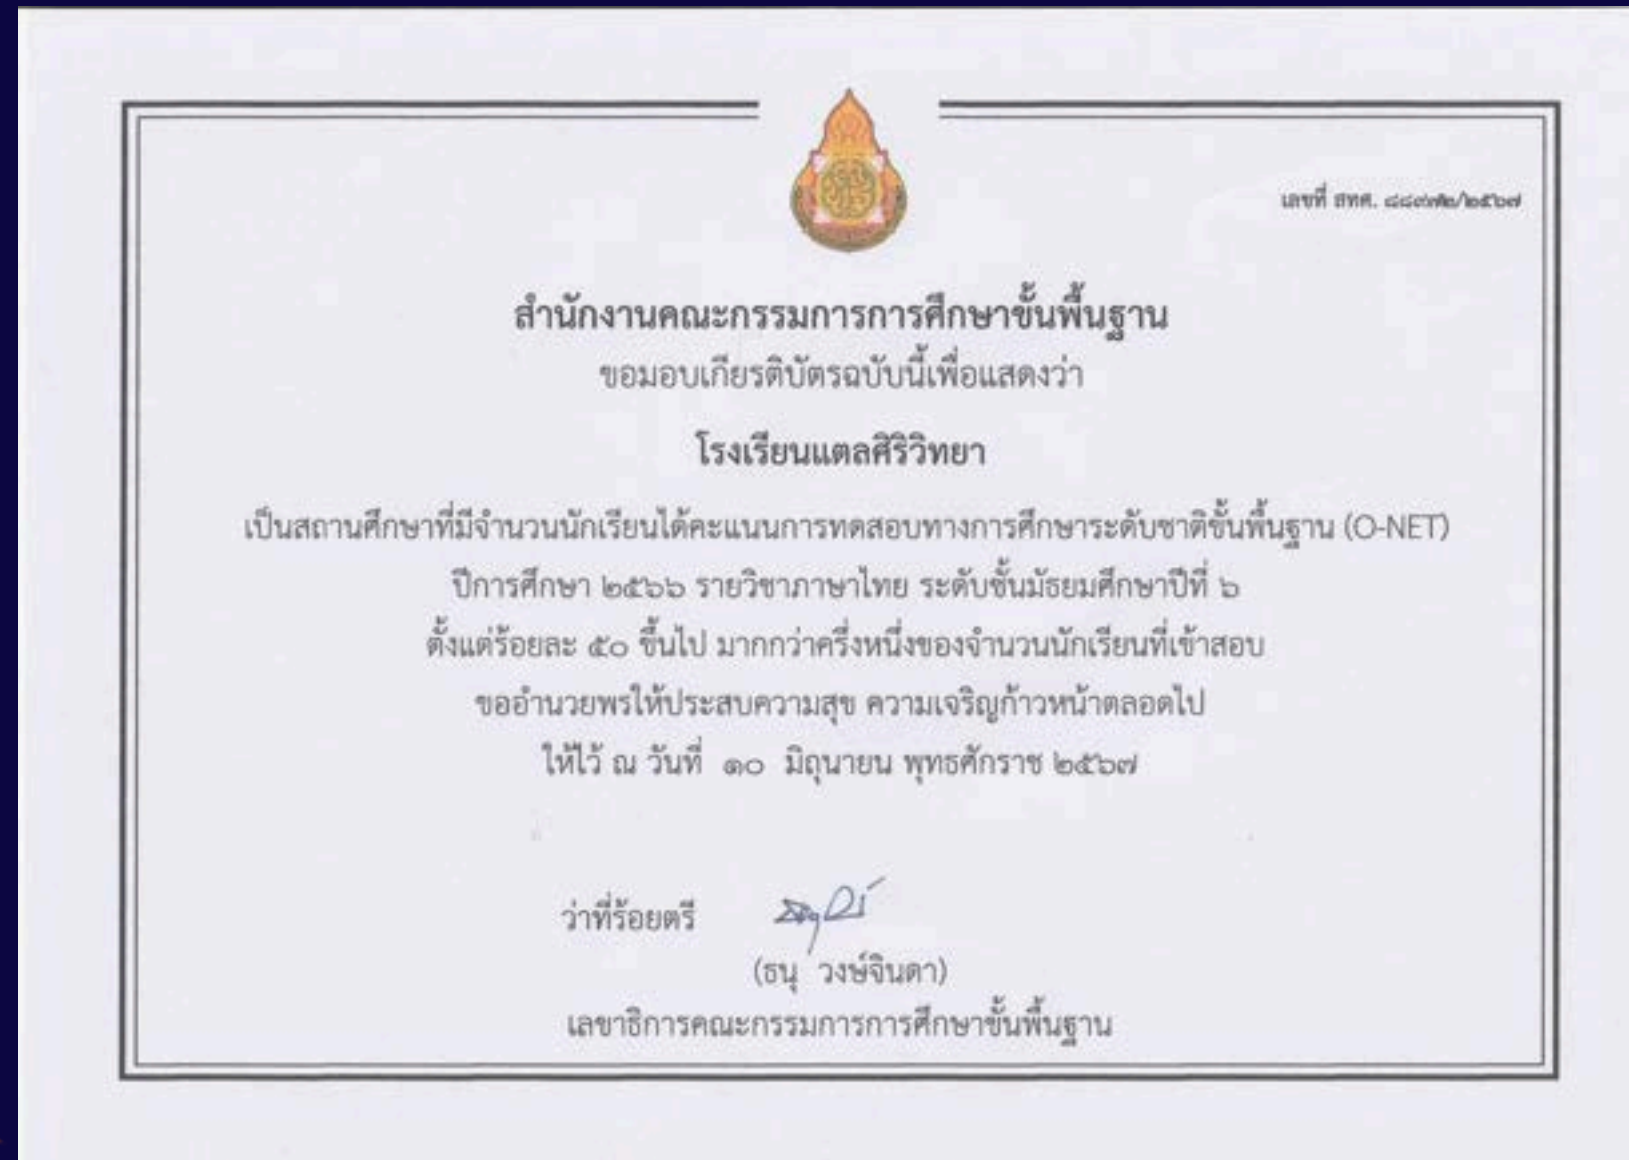 เลขที่ สทศ.
สำนักงานคณะกรรมการการศึกษาขั้นพื้นฐาน
ขอมอบเกียรติบัตรฉบับนี้เพื่อแสดงว่า
โรงเรียนแตลศิริวิทยา
เป็นสถานศึกษาที่มีจำนวนนักเรียนได้คะแนนการทดสอบทางการศึกษาระดับชาติขั้นพื้นฐาน (O-NET)
ปีการศึกษา ๒๕๖๖ รายวิชาภาษาไทย ระดับชั้นมัธยมศึกษาปีที่ ๖
ตั้งแต่ร้อยละ ๕๐ ขึ้นไป มากกว่าครึ่งหนึ่งของจำนวนนักเรียนที่เข้าสอบ
ขออำนวยพรให้ประสบความสุข ความเจริญก้าวหน้าตลอดไป
ให้ไว้ ณ วันที่ ๑๐ มิถุนายน พุทธศักราช ๒๕๖๗
ว่าที่ร้อยตรี
(ธนุ วงษ์จินดา)
เลขาธิการคณะกรรมการการศึกษาขั้นพื้นฐาน